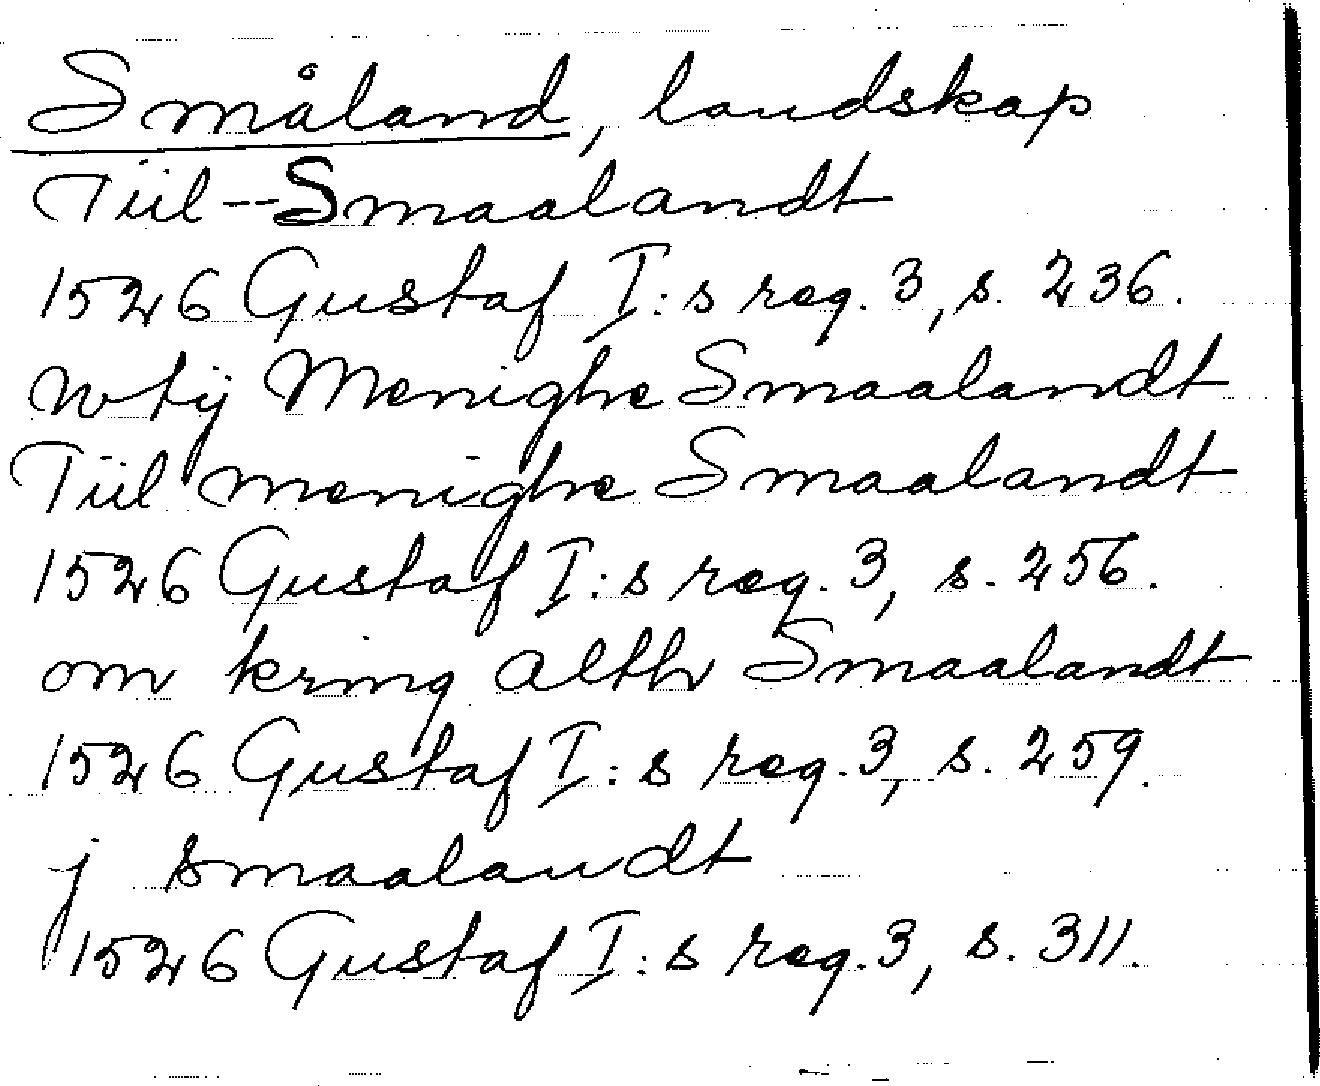 Småland, landskap
Tiil -- Smaalandt
1526 Gustaf I:s reg. 3, s. 236.
wtij Menighe Smaalandt
Tiil menighe Smaalandt
1526 Gustaf I:s reg. 3, s. 256.
om kring alth Smaalandt
1526 Gustaf I:s reg. 3, s. 259.
j smaalandt
1526 Gustaf I:s reg. 3, s. 311.